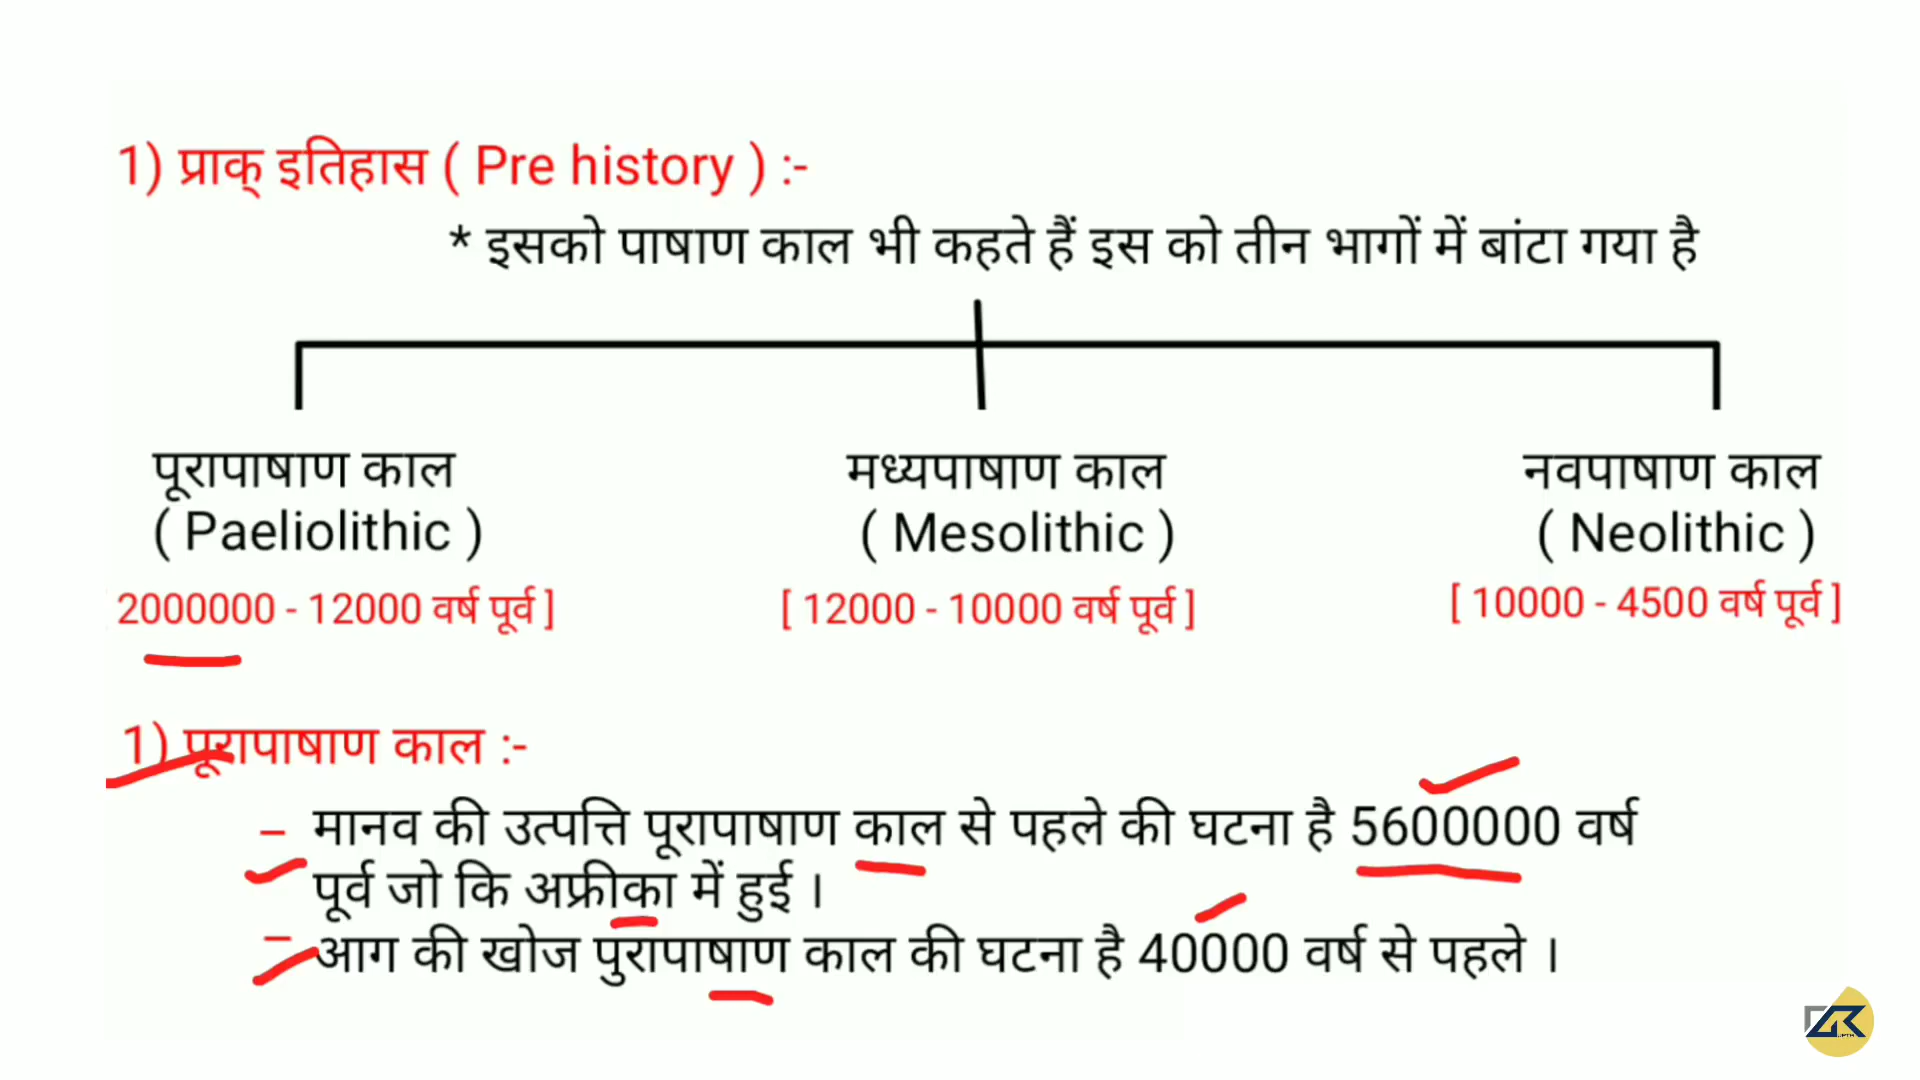 1) प्राक् इतिहास ( Pre history ) :-
* इसको पाषाण काल भी कहते हैं इस को तीन भागों में बांटा गया है
पूरापाषाण काल
( Paeliolithic )
2000000 - 12000 वर्ष पूर्व ]
मध्यपाषाण काल
( Mesolithic )
[ 12000 - 10000 वर्ष पूर्व ]
नवपाषाण काल
( Neolithic )
[ 10000 - 4500 वर्ष पूर्व ]
1) पूरापाषाण काल :-
– मानव की उत्पत्ति पूरापाषाण काल से पहले की घटना है 5600000 वर्ष
पूर्व जो कि अफ्रीका में हुई ।
– आग की खोज पुरापाषाण काल की घटना है 40000 वर्ष से पहले ।